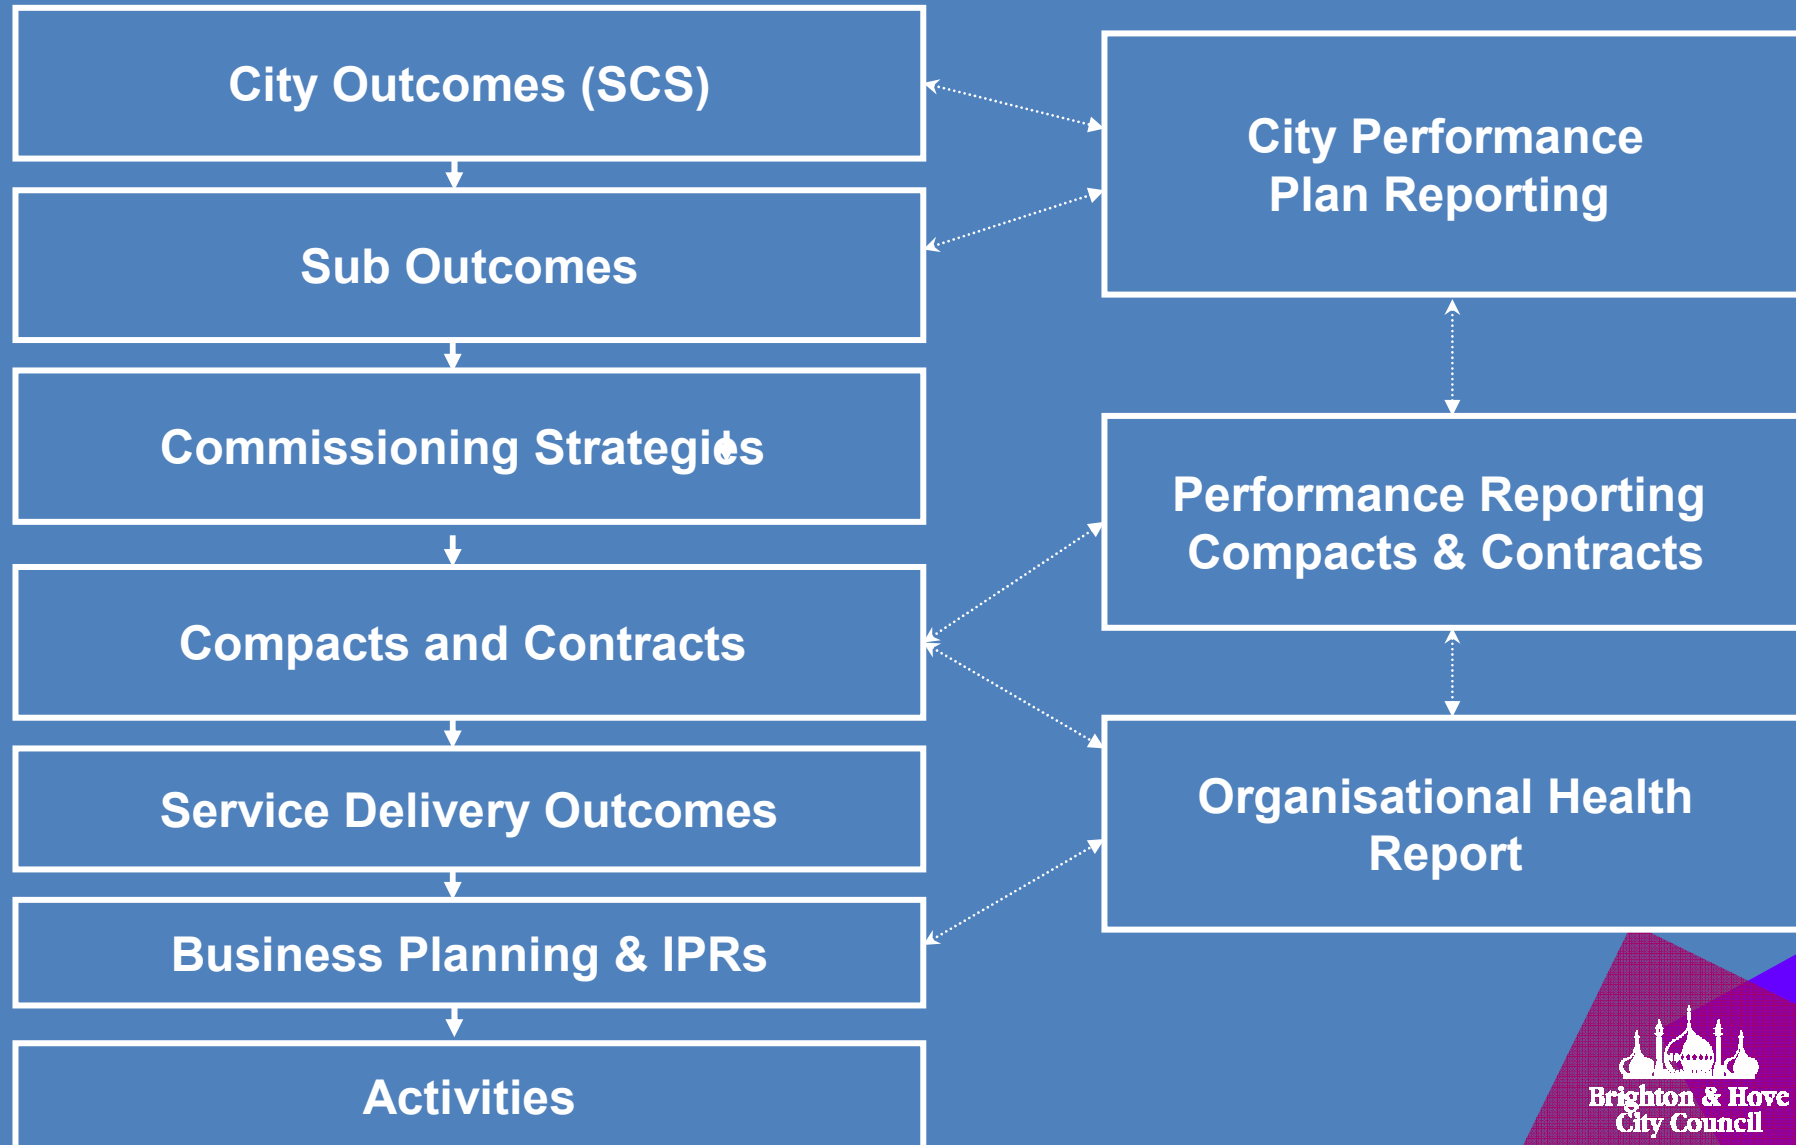 City Outcomes (SCS)
Sub Outcomes
Commissioning Strategies
Compacts and Contracts
Service Delivery Outcomes
Business Planning & IPRs
Activities
City Performance
Plan Reporting
Performance Reporting
Compacts & Contracts
Organisational Health
Report
Brighton & Hove
City Council